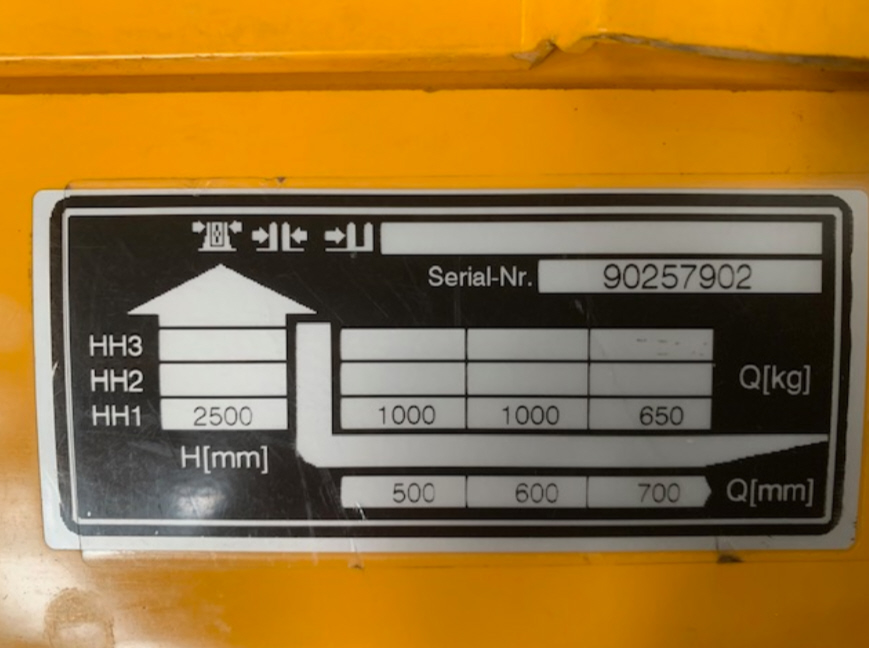 Serial-Nr. 90257902
HH3
HH2 Q[kg]
HH1 2500 1000 1000 650
H[mm]
500 600 700 Q[mm]